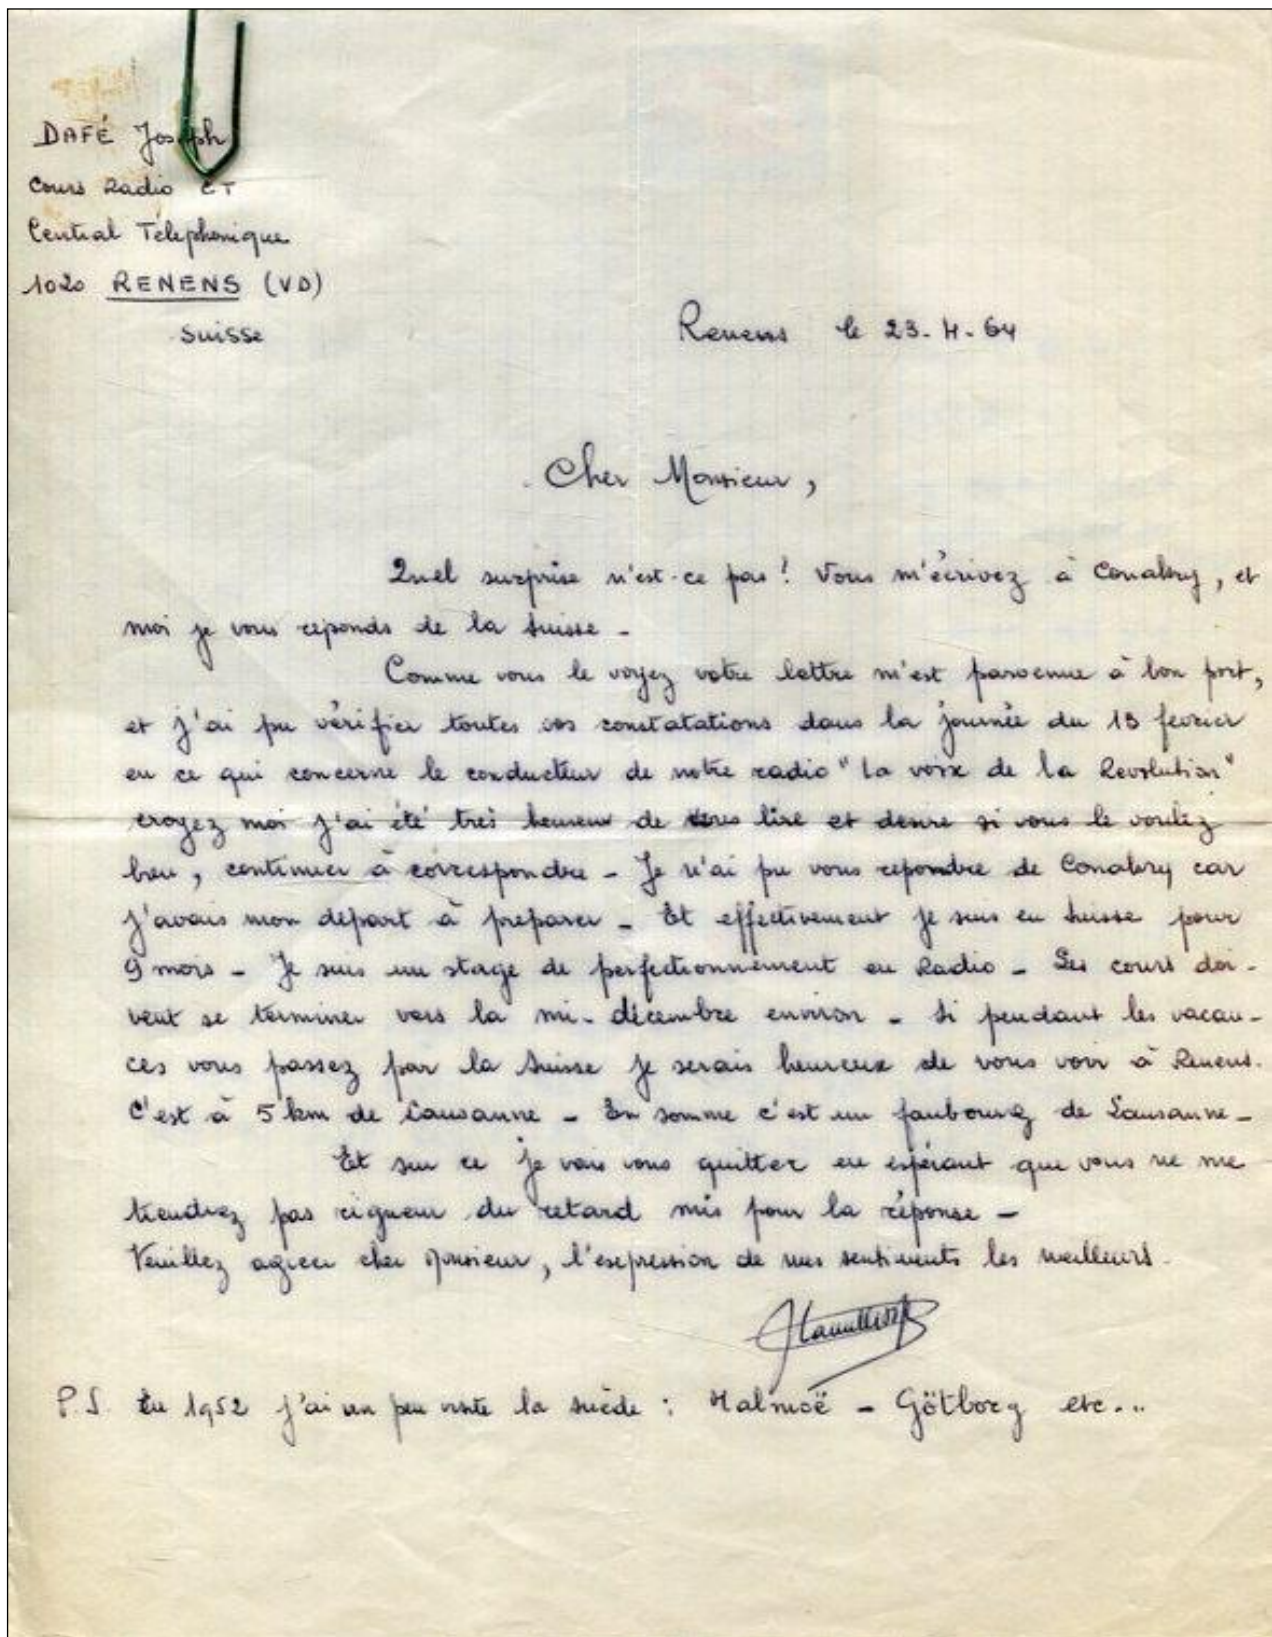 DAFÉ Joseph
Cours Radio CT
Central Télephonique
1020 RENENS (VD)
Suisse
Renens le 23-4-64
Cher Monsieur,
Quel surprise n'est-ce pas! Vous m'écrivez à Conakry, et
moi je vous reponds de la Suisse -
Comme vous le voyez votre lettre m'est parvenue à bon port,
et j'ai pu vérifier toutes vos constatations dans la journée du 13 fevrier
en ce qui concerne le conducteur de notre radio "La voix de la Revolution"
croyez moi j'ai été très heureux de vous lire et desire si vous le voulez
bien, continuer à correspondre - Je n'ai pu vous repondre de Conakry car
j'avais mon départ à preparer - Et effectivement je suis en Suisse pour
9 mois - Je suis un stage de perfectionnement en Radio - Les cours doi-
vent se terminer vers la mi-décembre environ - Si pendant les vacan-
ces vous passez par la Suisse je serais heureux de vous voir à Renens.
C'est à 5 km de Lausanne - En somme c'est un faubourg de Lausanne -
Et sur ce je vais vous quitter en espérant que vous ne me
tiendrez pas rigueur du retard mis pour la réponse -
Veuillez agreer cher Monsieur, l'expression de mes sentiments les meilleurs.
P.S. En 1952 j'ai un peu visité la Suède : Malmoë - Götborg etc...